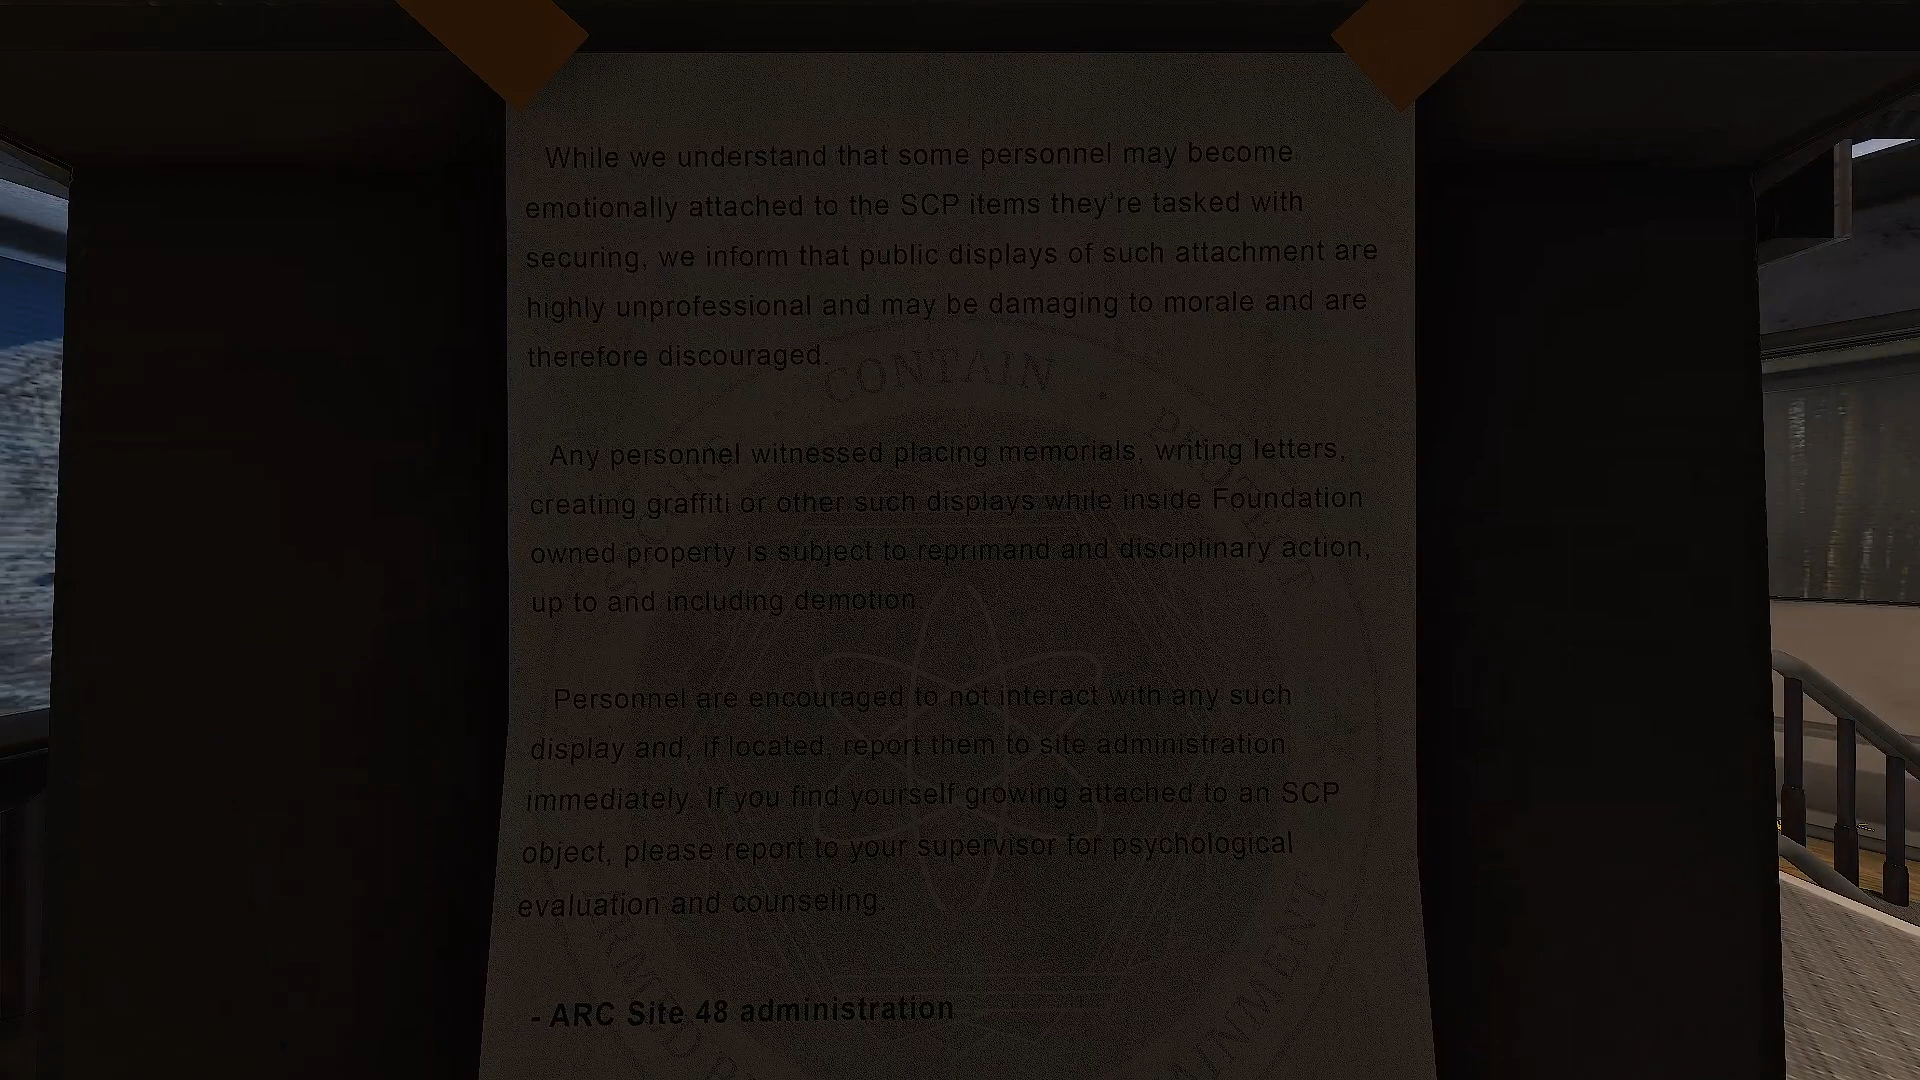 While we understand that some personnel may become
emotionally attached to the SCP items they're tasked with
securing, we inform that public displays of such attachment are
highly unprofessional and may be damaging to morale and are
therefore discouraged.
CONTAIN
Any personnel witnessed placing memorials, writing letters,
creating graffiti or other such displays while inside Foundation
owned property is subject to reprimand and disciplinary action,
up to and including demotion.
Personnel are encouraged to not interact with any such
display and, if located, report them to site administration
immediately. If you find yourself growing attached to an SCP
object, please report to your supervisor for psychological
evaluation and counseling.
- ARC Site 48 administration